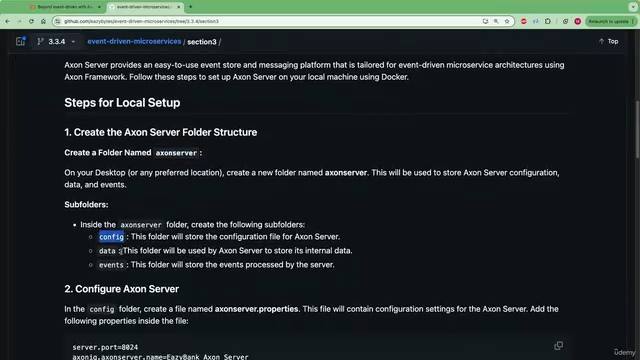 Beyond event-driven with A
event-driven-microservices/
github.com/eazybytes/event-driven-microservices/tree/3.3.4/section3
Relaunch to update
3.3.4
event-driven-microservices / section3
Top
Axon Server provides an easy-to-use event store and messaging platform that is tailored for event-driven microservice architectures using
Axon Framework. Follow these steps to set up Axon Server on your local machine using Docker.
Steps for Local Setup
1. Create the Axon Server Folder Structure
Create a Folder Named axonserver :
On your Desktop (or any preferred location), create a new folder named axonserver. This will be used to store Axon Server configuration,
data, and events.
Subfolders:
• Inside the axonserver folder, create the following subfolders:
○ config : This folder will store the configuration file for Axon Server.
○ data : This folder will be used by Axon Server to store its internal data.
○ events : This folder will store the events processed by the server.
2. Configure Axon Server
In the config folder, create a file named axonserver.properties. This file will contain configuration settings for the Axon Server. Add the
following properties inside the file:
server.port=8024
axoniq.axonserver.name=EazyBank Axon Server
Udemy